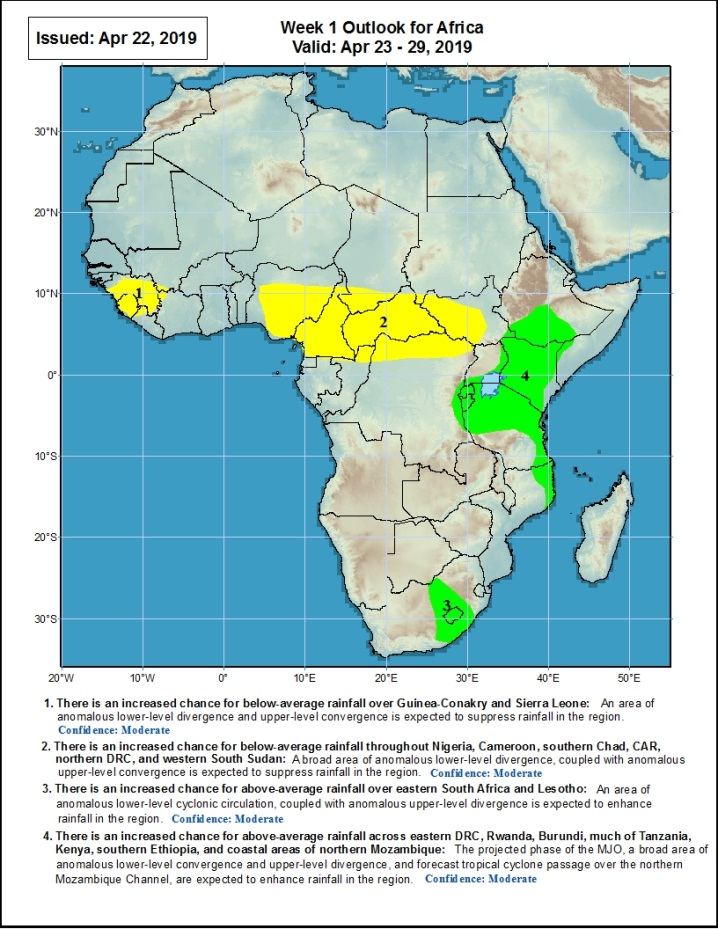 Issued: Apr 22, 2019
Week 1 Outlook for Africa
Valid: Apr 23 - 29, 2019
30°N
20°N
10°N
0°
10°S
20°S
30°S
1
2
4
3
20°W 10°W 0° 10°E 20°E 30°E 40°E 50°E
1. There is an increased chance for below-average rainfall over Guinea-Conakry and Sierra Leone: An area of
anomalous lower-level divergence and upper-level convergence is expected to suppress rainfall in the region.
Confidence: Moderate
2. There is an increased chance for below-average rainfall throughout Nigeria, Cameroon, southern Chad, CAR,
northern DRC, and western South Sudan: A broad area of anomalous lower-level divergence, coupled with anomalous
upper-level convergence is expected to suppress rainfall in the region. Confidence: Moderate
3. There is an increased chance for above-average rainfall over eastern South Africa and Lesotho: An area of
anomalous lower-level cyclonic circulation, coupled with anomalous upper-level divergence is expected to enhance
rainfall in the region. Confidence: Moderate
4. There is an increased chance for above-average rainfall across eastern DRC, Rwanda, Burundi, much of Tanzania,
Kenya, southern Ethiopia, and coastal areas of northern Mozambique: The projected phase of the MJO, a broad area of
anomalous lower-level convergence and upper-level divergence, and forecast tropical cyclone passage over the northern
Mozambique Channel, are expected to enhance rainfall in the region. Confidence: Moderate